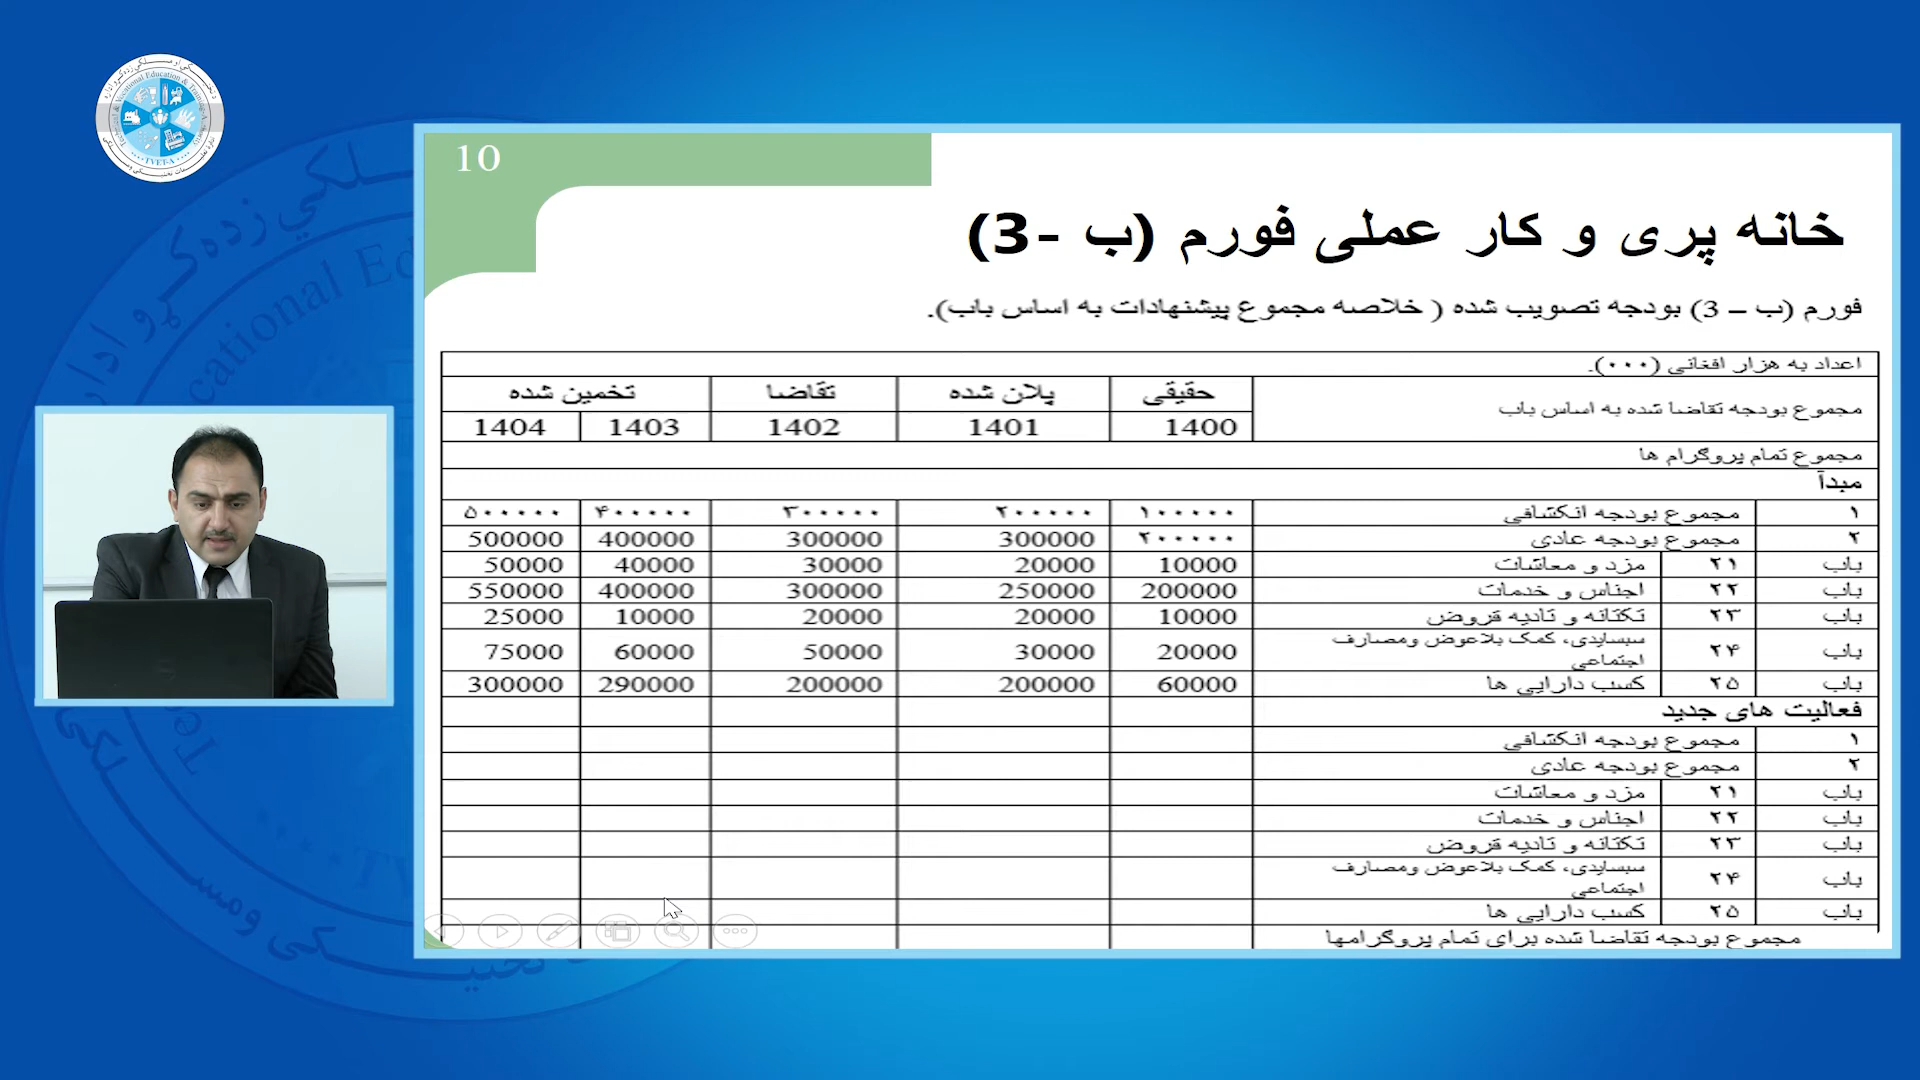 Technical & Vocational Education & Training Authority
TVET-A
10
خانه پری و کار عملی فورم (ب -3)
فورم (ب – 3) بودجه تصویب شده ( خلاصه مجموع پیشنهادات به اساس باب).
اعداد به هزار افغانی (۰۰۰).
مجموع بودجه تقاضا شده به اساس باب حقیقی پلان شده تقاضا تخمین شده
1400 1401 1402 1403 1404
مجموع تمام پروگرام ها
مبدأ
۱ مجموع بودجه انکشافی ۱۰۰۰۰۰ ۲۰۰۰۰۰ ۳۰۰۰۰۰ ۴۰۰۰۰۰ ۵۰۰۰۰۰
۲ مجموع بودجه عادی ۲۰۰۰۰۰ 300000 300000 400000 500000
باب ۲۱ مزد و معاشات 10000 20000 30000 40000 50000
باب ۲۲ اجناس و خدمات 200000 250000 300000 400000 550000
باب ۲۳ تکتانه و تادیه قروض 10000 20000 20000 10000 25000
باب ۲۴ سبسایدی، کمک بلاعوض ومصارف اجتماعی 20000 30000 50000 60000 75000
باب ۲۵ کسب دارایی ها 60000 200000 200000 290000 300000
فعالیت های جدید
۱ مجموع بودجه انکشافی
۲ مجموع بودجه عادی
باب ۲۱ مزد و معاشات
باب ۲۲ اجناس و خدمات
باب ۲۳ تکتانه و تادیه قروض
باب ۲۴ سبسایدی، کمک بلاعوض ومصارف اجتماعی
باب ۲۵ کسب دارایی ها
مجموع بودجه تقاضا شده برای تمام پروگرامها